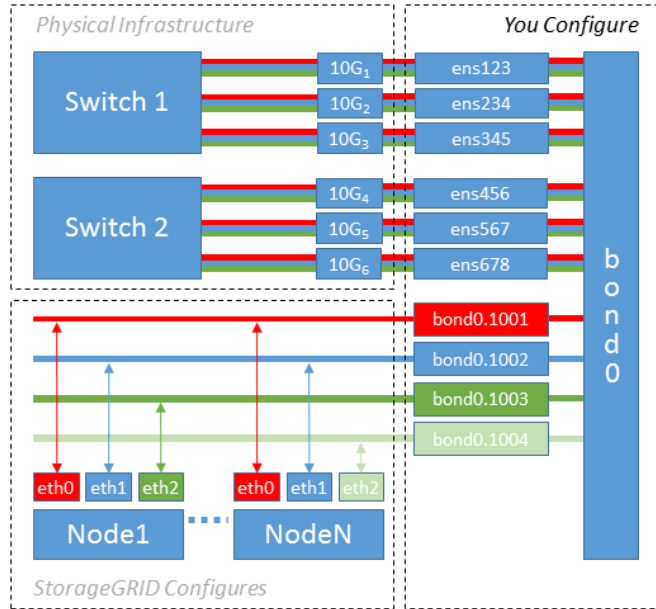 Physical Infrastructure
You Configure
Switch 1
10G1
ens123
10G2
ens234
10G3
ens345
Switch 2
10G4
ens456
10G5
ens567
10G6
ens678
bond0
bond0.1001
bond0.1002
bond0.1003
bond0.1004
eth0
eth1
eth2
eth0
eth1
eth2
Node1
NodeN
StorageGRID Configures